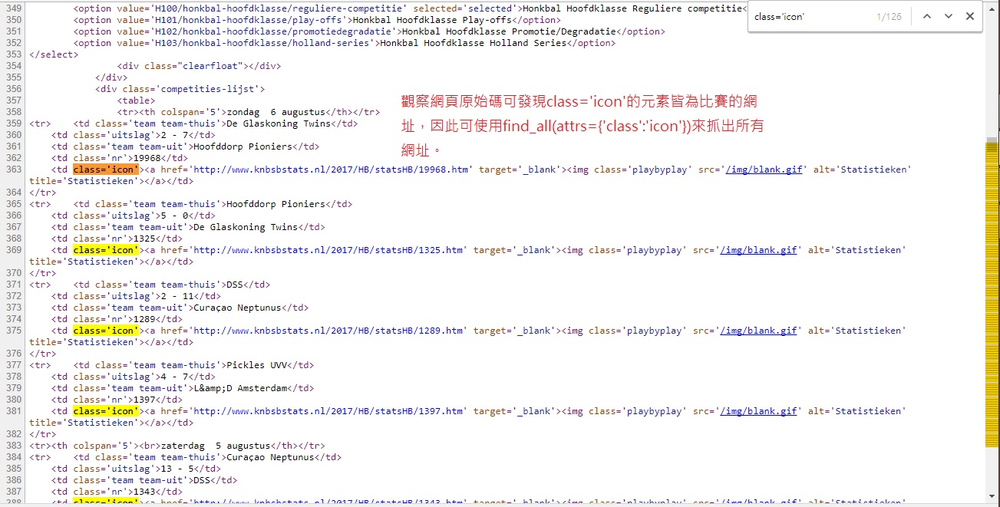 349 <option value='H100/honkbal-hoofdklasse/reguliere-competitie' selected='selected'>Honkbal Hoofdklasse Reguliere competitie<
class='icon' 1/126
350 <option value='H101/honkbal-hoofdklasse/play-offs'>Honkbal Hoofdklasse Play-offs</option>
351 <option value='H102/honkbal-hoofdklasse/promotiedegradatie'>Honkbal Hoofdklasse Promotie/Degradatie</option>
352 <option value='H103/honkbal-hoofdklasse/holland-series'>Honkbal Hoofdklasse Holland Series</option>
353 </select>
354 <div class="clearfloat"></div>
355 </div>
356 <div class='competities-lijst'>
357 <table>
358 <tr><th colspan='5'>zondag  6 augustus</th></tr>
觀察網頁原始碼可發現class='icon'的元素皆為比賽的網
址，因此可使用find_all(attrs={'class':'icon'})來抓出所有
網址。
359 <tr> <td class='team team-thuis'>De Glaskoning Twins</td>
360 <td class='uitslag'>2 - 7</td>
361 <td class='team team-uit'>Hoofddorp Pioniers</td>
362 <td class='nr'>19968</td>
363 <td class='icon'><a href='http://www.knbsbstats.nl/2017/HB/statsHB/19968.htm' target='_blank'><img class='playbyplay' src='/img/blank.gif' alt='Statistieken'
title='Statistieken'></a></td>
364 </tr>
365 <tr> <td class='team team-thuis'>Hoofddorp Pioniers</td>
366 <td class='uitslag'>5 - 0</td>
367 <td class='team team-uit'>De Glaskoning Twins</td>
368 <td class='nr'>1325</td>
369 <td class='icon'><a href='http://www.knbsbstats.nl/2017/HB/statsHB/1325.htm' target='_blank'><img class='playbyplay' src='/img/blank.gif' alt='Statistieken'
title='Statistieken'></a></td>
370 </tr>
371 <tr> <td class='team team-thuis'>DSS</td>
372 <td class='uitslag'>2 - 11</td>
373 <td class='team team-uit'>Curaçao Neptunus</td>
374 <td class='nr'>1289</td>
375 <td class='icon'><a href='http://www.knbsbstats.nl/2017/HB/statsHB/1289.htm' target='_blank'><img class='playbyplay' src='/img/blank.gif' alt='Statistieken'
title='Statistieken'></a></td>
376 </tr>
377 <tr> <td class='team team-thuis'>Pickles UVV</td>
378 <td class='uitslag'>4 - 7</td>
379 <td class='team team-uit'>L&amp;D Amsterdam</td>
380 <td class='nr'>1397</td>
381 <td class='icon'><a href='http://www.knbsbstats.nl/2017/HB/statsHB/1397.htm' target='_blank'><img class='playbyplay' src='/img/blank.gif' alt='Statistieken'
title='Statistieken'></a></td>
382 </tr>
383 <tr><th colspan='5'><br>zaterdag  5 augustus</th></tr>
384 <tr> <td class='team team-thuis'>Curaçao Neptunus</td>
385 <td class='uitslag'>13 - 5</td>
386 <td class='team team-uit'>DSS</td>
387 <td class='nr'>1343</td>
388 <td class='icon'><a href='http://www.knbsbstats.nl/2017/HB/statsHB/1343.htm' target='_blank'><img class='playbyplay' src='/img/blank.gif' alt='Statistieken'